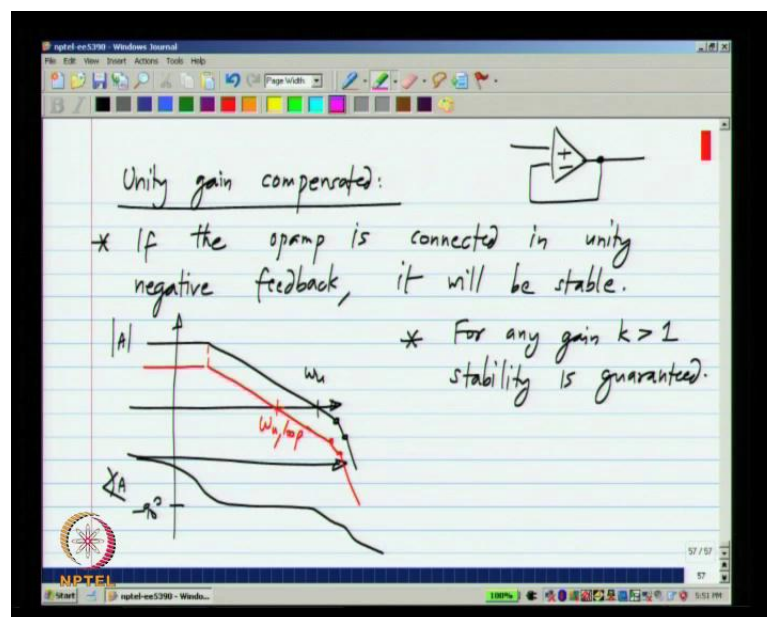 nptel-ee5390 - Windows Journal
File Edit View Insert Actions Tools Help
Page Width
B I
Unity gain compensated:
+
−
* If the opamp is connected in unity
negative feedback, it will be stable.
* For any gain k > 1
stability is guaranteed.
|A|
ωu
ωu,loop
∡A
-90°
NPTEL
57 / 57
57
Start
nptel-ee5390 - Windo...
100%
5:51 PM